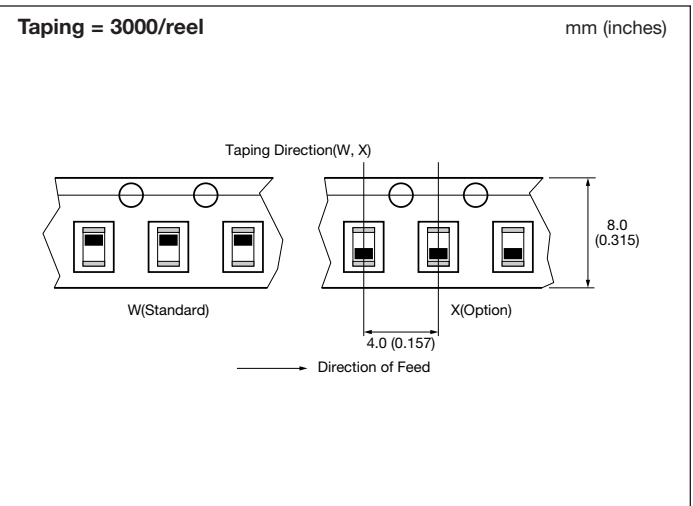 Taping = 3000/reel
mm (inches)
Taping Direction(W, X)
8.0
(0.315)
W(Standard)
X(Option)
4.0 (0.157)
Direction of Feed